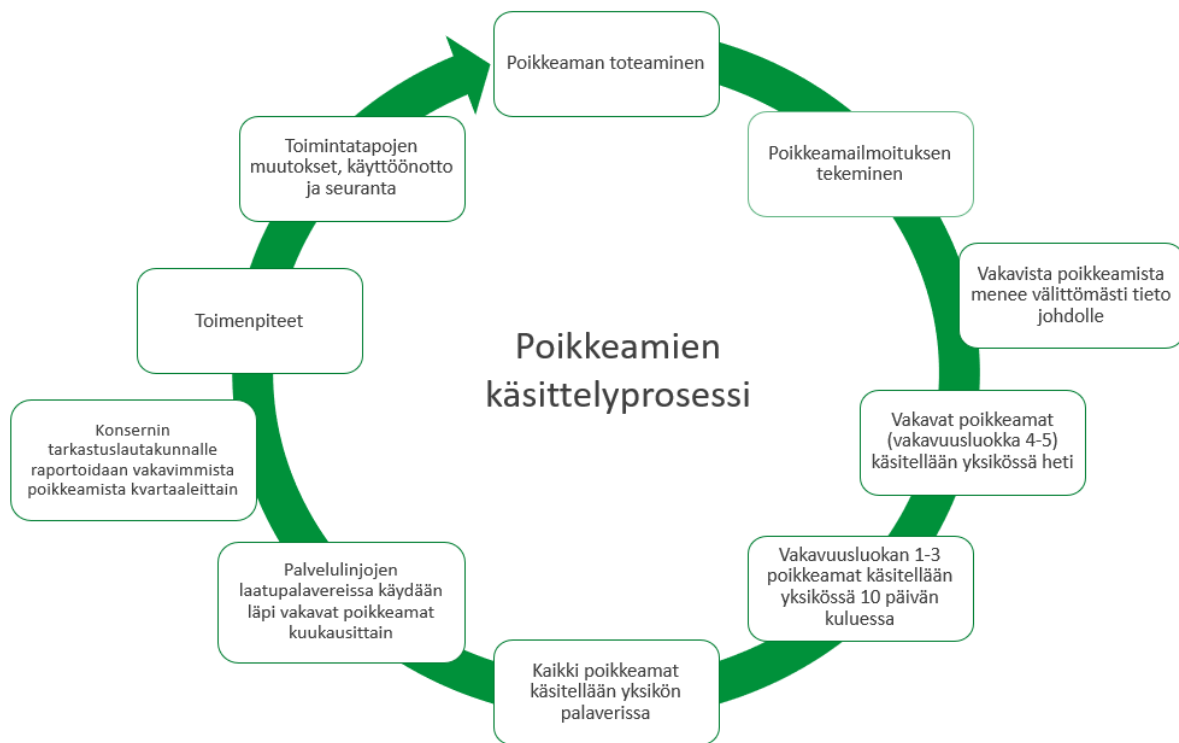 Poikkeaman toteaminen
Poikkeamailmoituksen
tekeminen
Vakavista poikkeamista
menee välittömästi tieto
johdolle
Vakavat poikkeamat
(vakavuusluokka 4-5)
käsitellään yksikössä heti
Vakavuusluokan 1-3
poikkeamat käsitellään
yksikössä 10 päivän
kuluessa
Kaikki poikkeamat
käsitellään yksikön
palaverissa
Palvelulinjojen
laatupalavereissa käydään
läpi vakavat poikkeamat
kuukausittain
Konsernin
tarkastuslautakunnalle
raportoidaan vakavimmista
poikkeamista kvartaaleittain
Toimenpiteet
Toimintatapojen
muutokset, käyttöönotto
ja seuranta
Poikkeamien
käsittelyprosessi